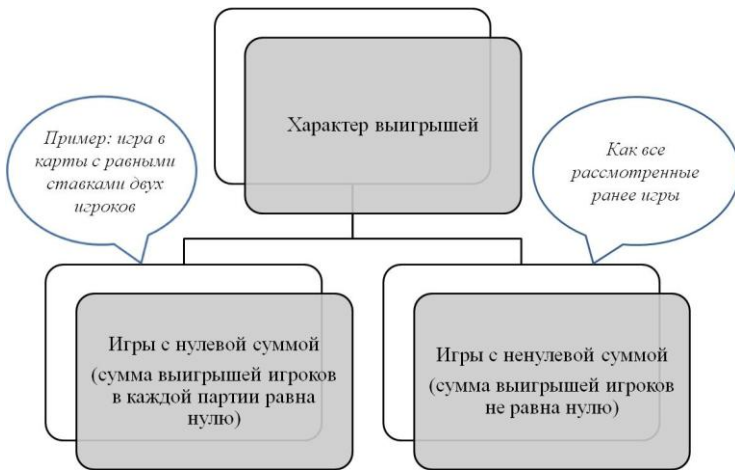 Характер выигрышей
Пример: игра в
карты с равными
ставками двух
игроков
Как все
рассмотренные
ранее игры
Игры с нулевой суммой
(сумма выигрышей игроков
в каждой партии равна
нулю)
Игры с ненулевой суммой
(сумма выигрышей игроков
не равна нулю)